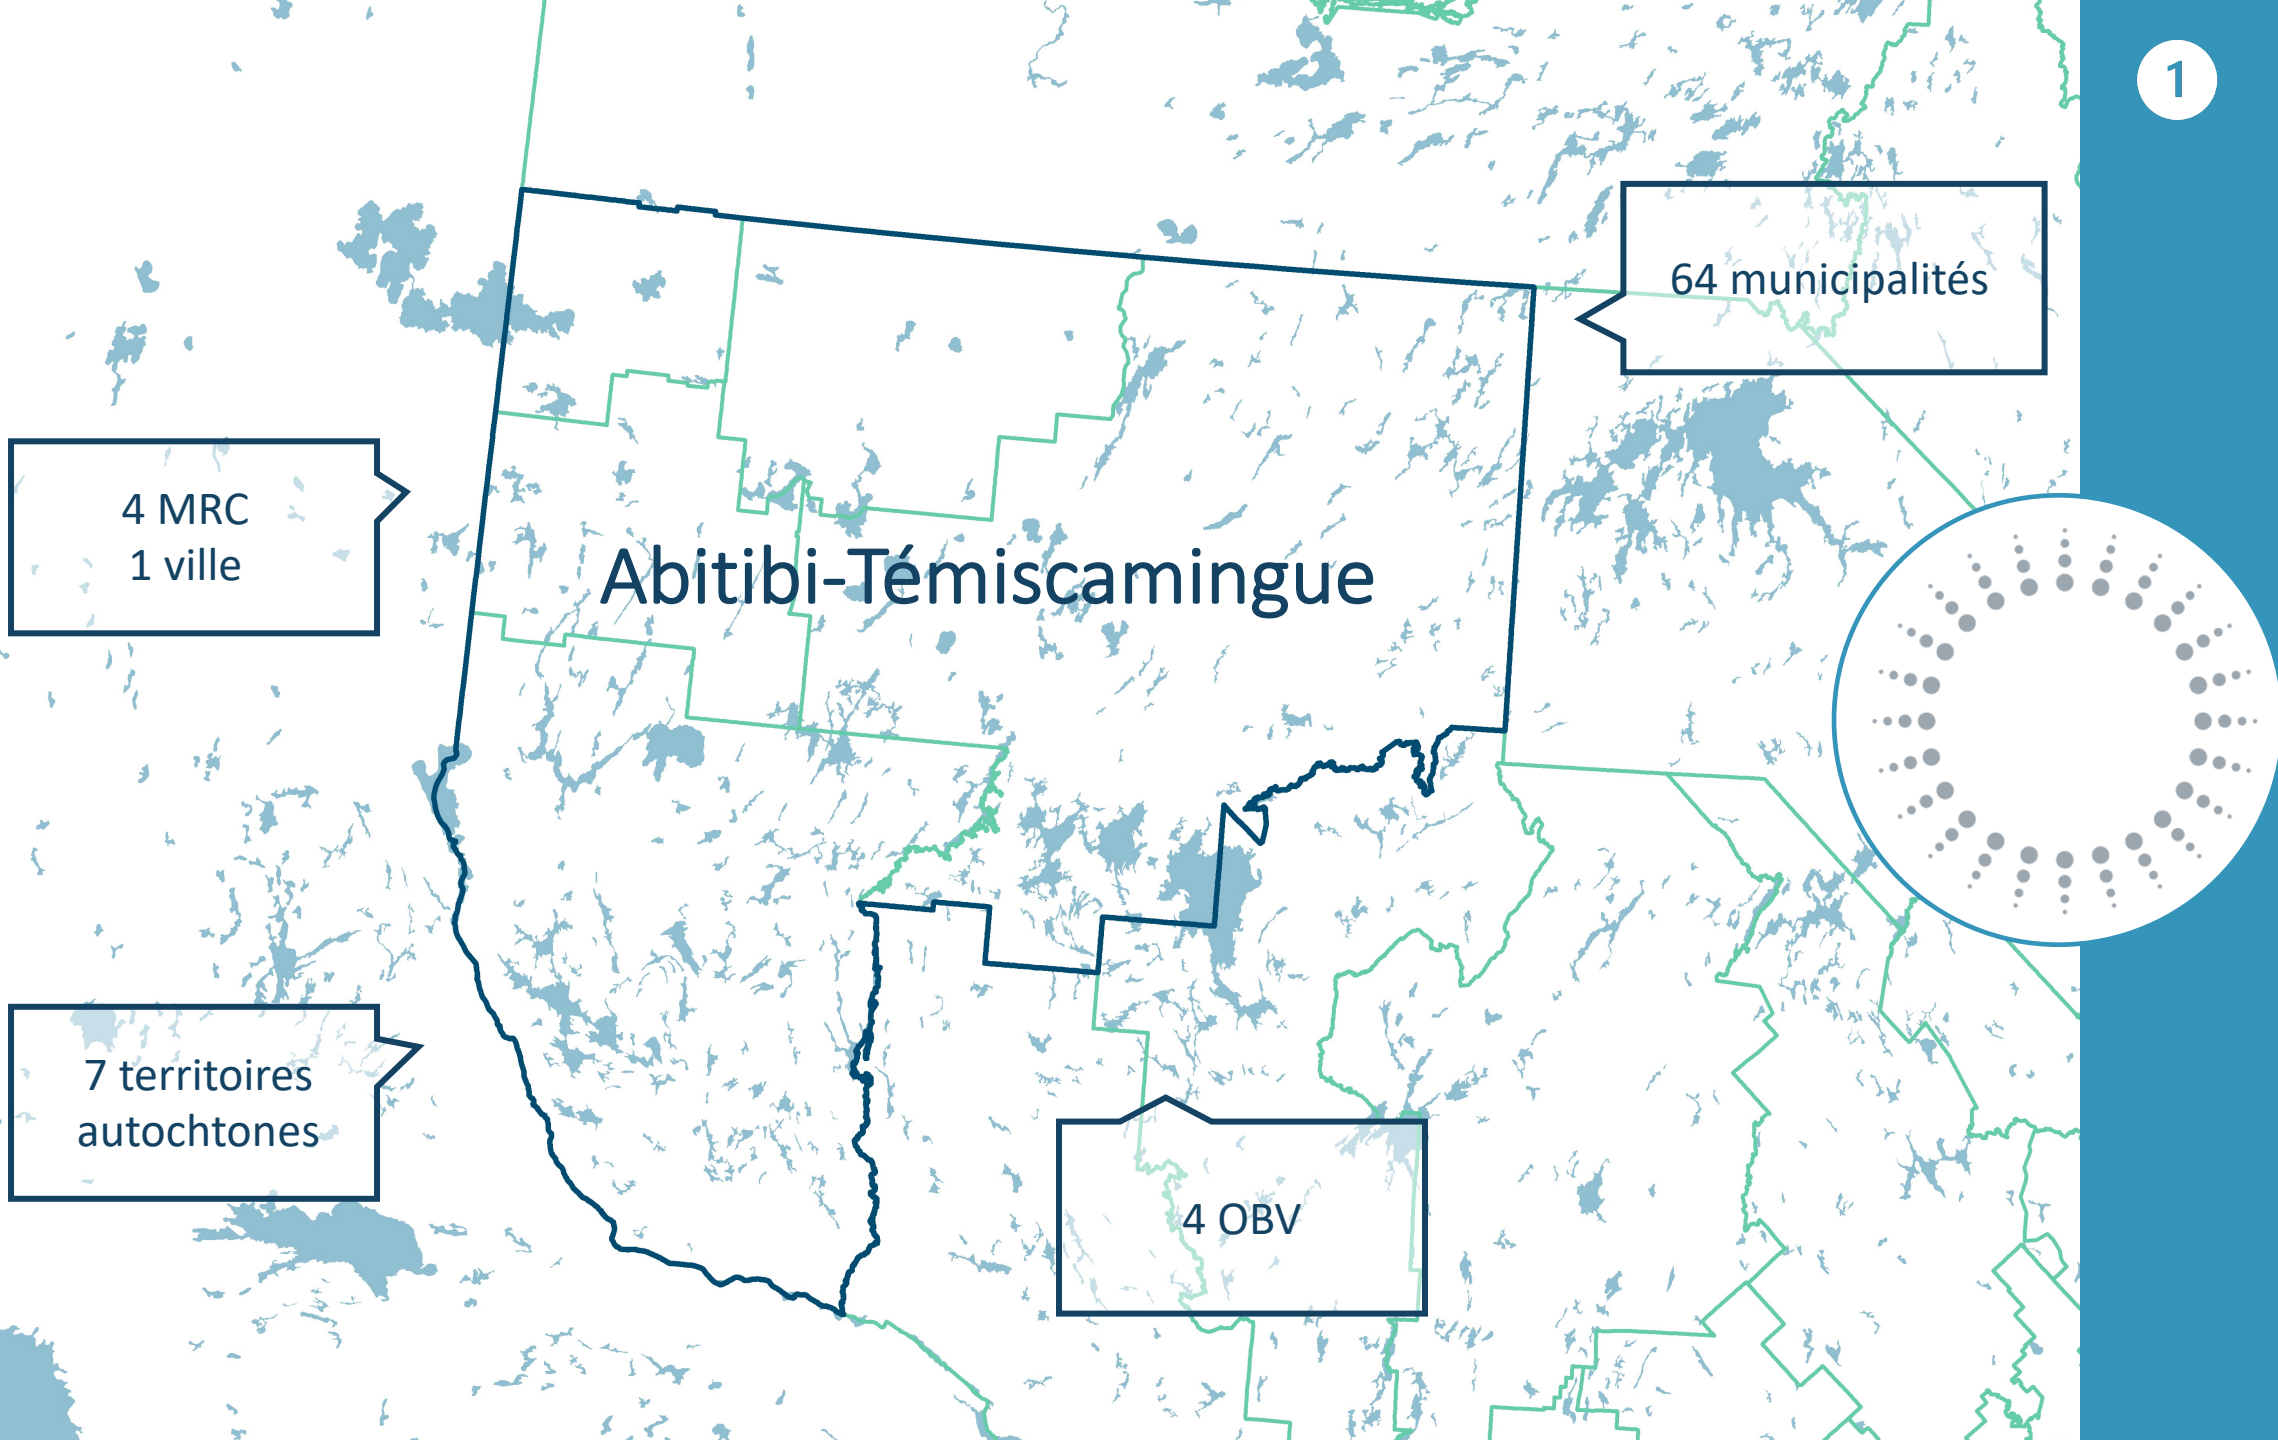 1
64 municipalités
4 MRC
1 ville
Abitibi-Témiscamingue
7 territoires
autochtones
4 OBV